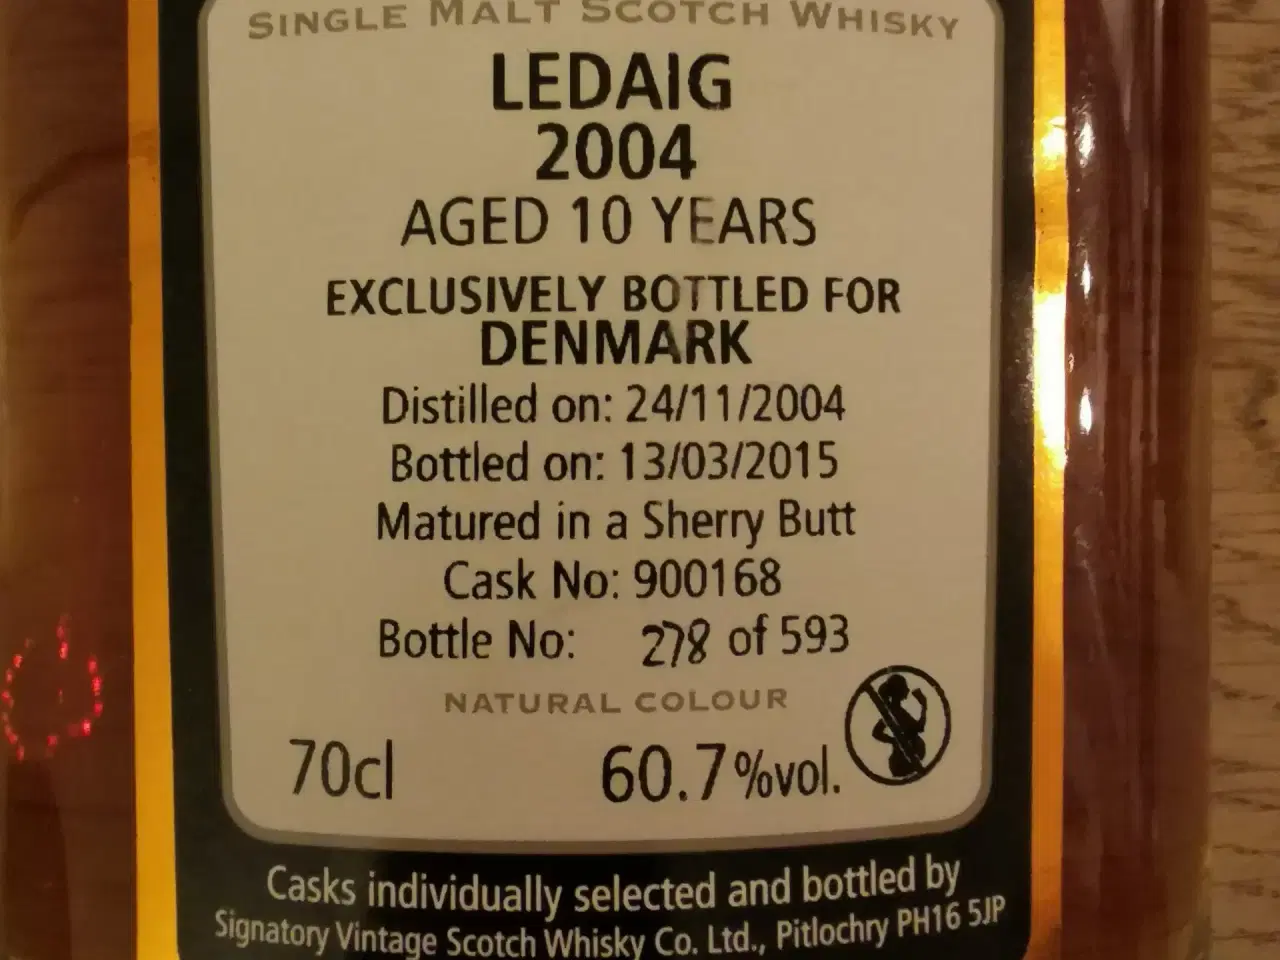 SINGLE MALT SCOTCH WHISKY
LEDAIG
2004
AGED 10 YEARS
EXCLUSIVELY BOTTLED FOR
DENMARK
Distilled on: 24/11/2004
Bottled on: 13/03/2015
Matured in a Sherry Butt
Cask No: 900168
Bottle No: 278 of 593
NATURAL COLOUR
70cl 60.7%vol.
Casks individually selected and bottled by
Signatory Vintage Scotch Whisky Co. Ltd., Pitlochry PH16 5JP